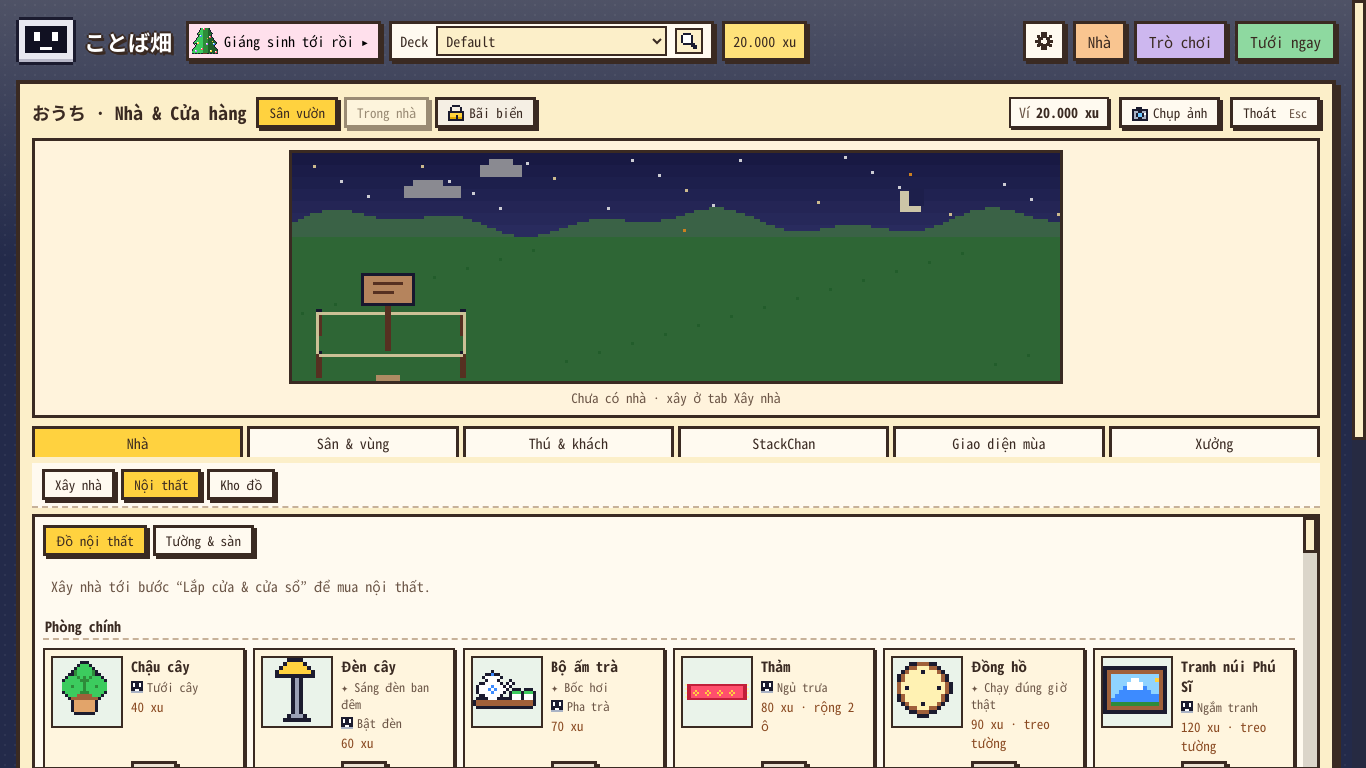 ことば畑
Giáng sinh tới rồi ▸
Deck
Default
20.000 xu
Nhà
Trò chơi
Tưới ngay
おうち · Nhà & Cửa hàng
Sân vườn
Trong nhà
Bãi biển
Ví 20.000 xu
Chụp ảnh
Thoát Esc
Chưa có nhà · xây ở tab Xây nhà
Nhà
Sân & vùng
Thú & khách
StackChan
Giao diện mùa
Xưởng
Xây nhà
Nội thất
Kho đồ
Đồ nội thất
Tường & sàn
Xây nhà tới bước “Lắp cửa & cửa sổ” để mua nội thất.
Phòng chính
Chậu cây
Tưới cây
40 xu
Đèn cây
✦ Sáng đèn ban
đêm
Bật đèn
60 xu
Bộ ấm trà
✦ Bốc hơi
Pha trà
70 xu
Thảm
Ngủ trưa
80 xu · rộng 2
ô
Đồng hồ
✦ Chạy đúng giờ
thật
90 xu · treo
tường
Tranh núi Phú
Sĩ
Ngắm tranh
120 xu · treo
tường